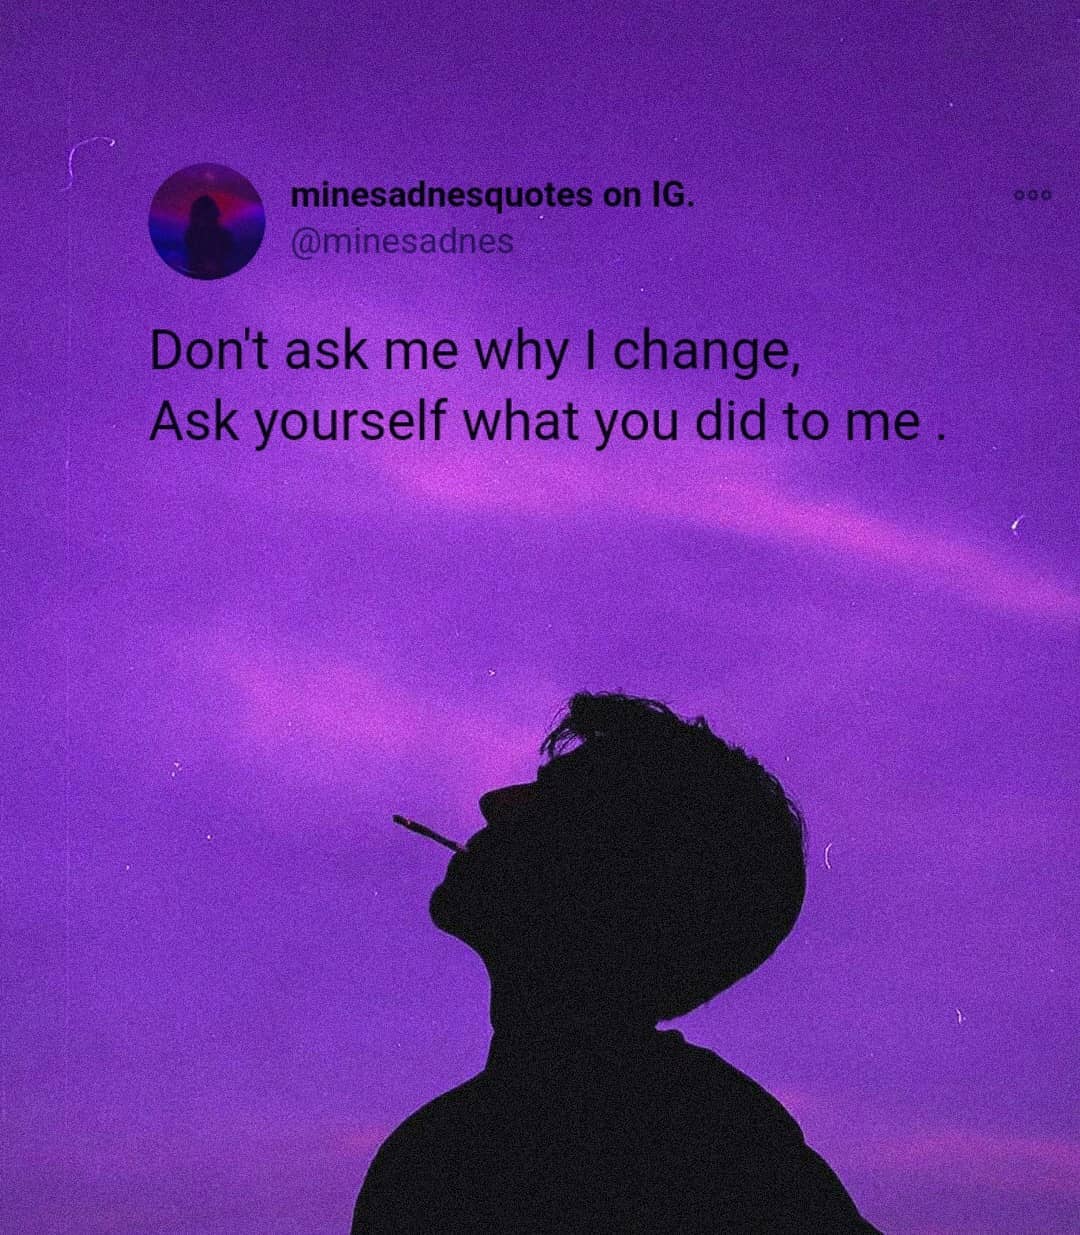 minesadnesquotes on IG.
@minesadnes
Don't ask me why I change,
Ask yourself what you did to me .